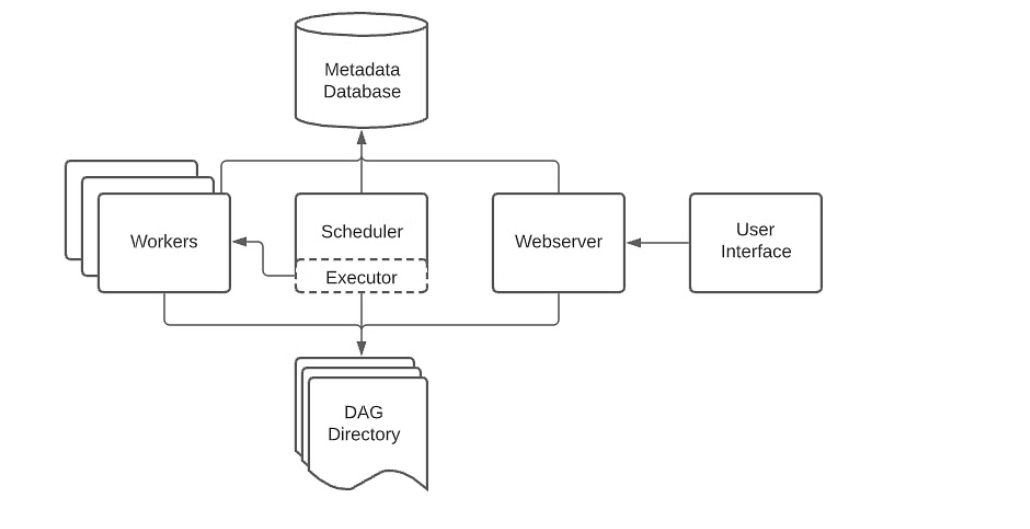 Metadata
Database
Workers
Scheduler
Executor
Webserver
User
Interface
DAG
Directory